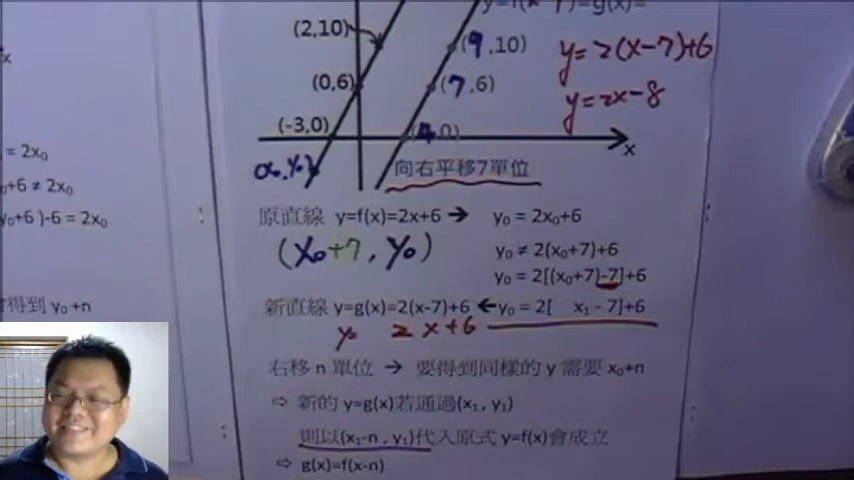 x
= 2x₀
₀+6 ≠ 2x₀
y₀+6 )-6 = 2x₀
得到 y₀+n
y=f(x-7)=g(x)=
(2,10)
(9,10)
y=2(x-7)+6
(0,6)
(7,6)
y=2x-8
(-3,0)
(4,0)
x
(x₀,y₀)
向右平移7單位
原直線 y=f(x)=2x+6 → y₀ = 2x₀+6
(x₀+7, y₀)
y₀ ≠ 2(x₀+7)+6
y₀ = 2[(x₀+7)-7]+6
新直線 y=g(x)=2(x-7)+6 ← y₀ = 2[ x₁ - 7]+6
2 x+6
右移 n 單位 → 要得到同樣的 y 需要 x₀+n
⇨ 新的 y=g(x)若通過(x₁ , y₁)
則以(x₁-n , y₁)代入原式 y=f(x)會成立
⇨ g(x)=f(x-n)